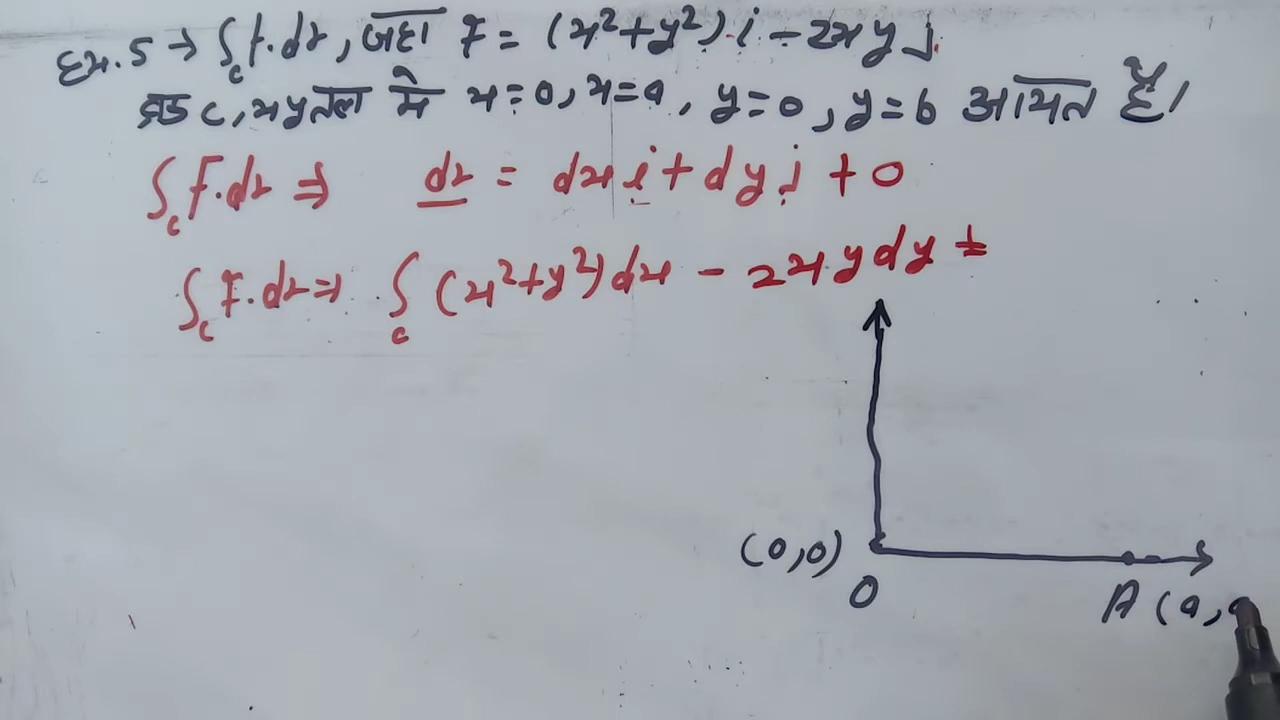 Ex. 5 → ∫c F.dr, जहा F = (x²+y²) i - 2xy j
c, xy तल में x=0, x=a, y=0, y=b आयत हैं।
∫c F.dr ⇒ dr = dx i + dy j + 0
∫c F.dr ⇒ ∫c (x²+y²)dx - 2xy dy
(0,0)
O A (a,